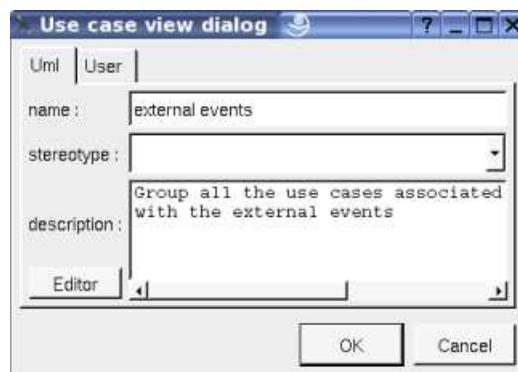 Use case view dialog ? _
Uml User
name : external events
stereotype :
Group all the use cases associated
with the external events
description :
Editor
OK Cancel